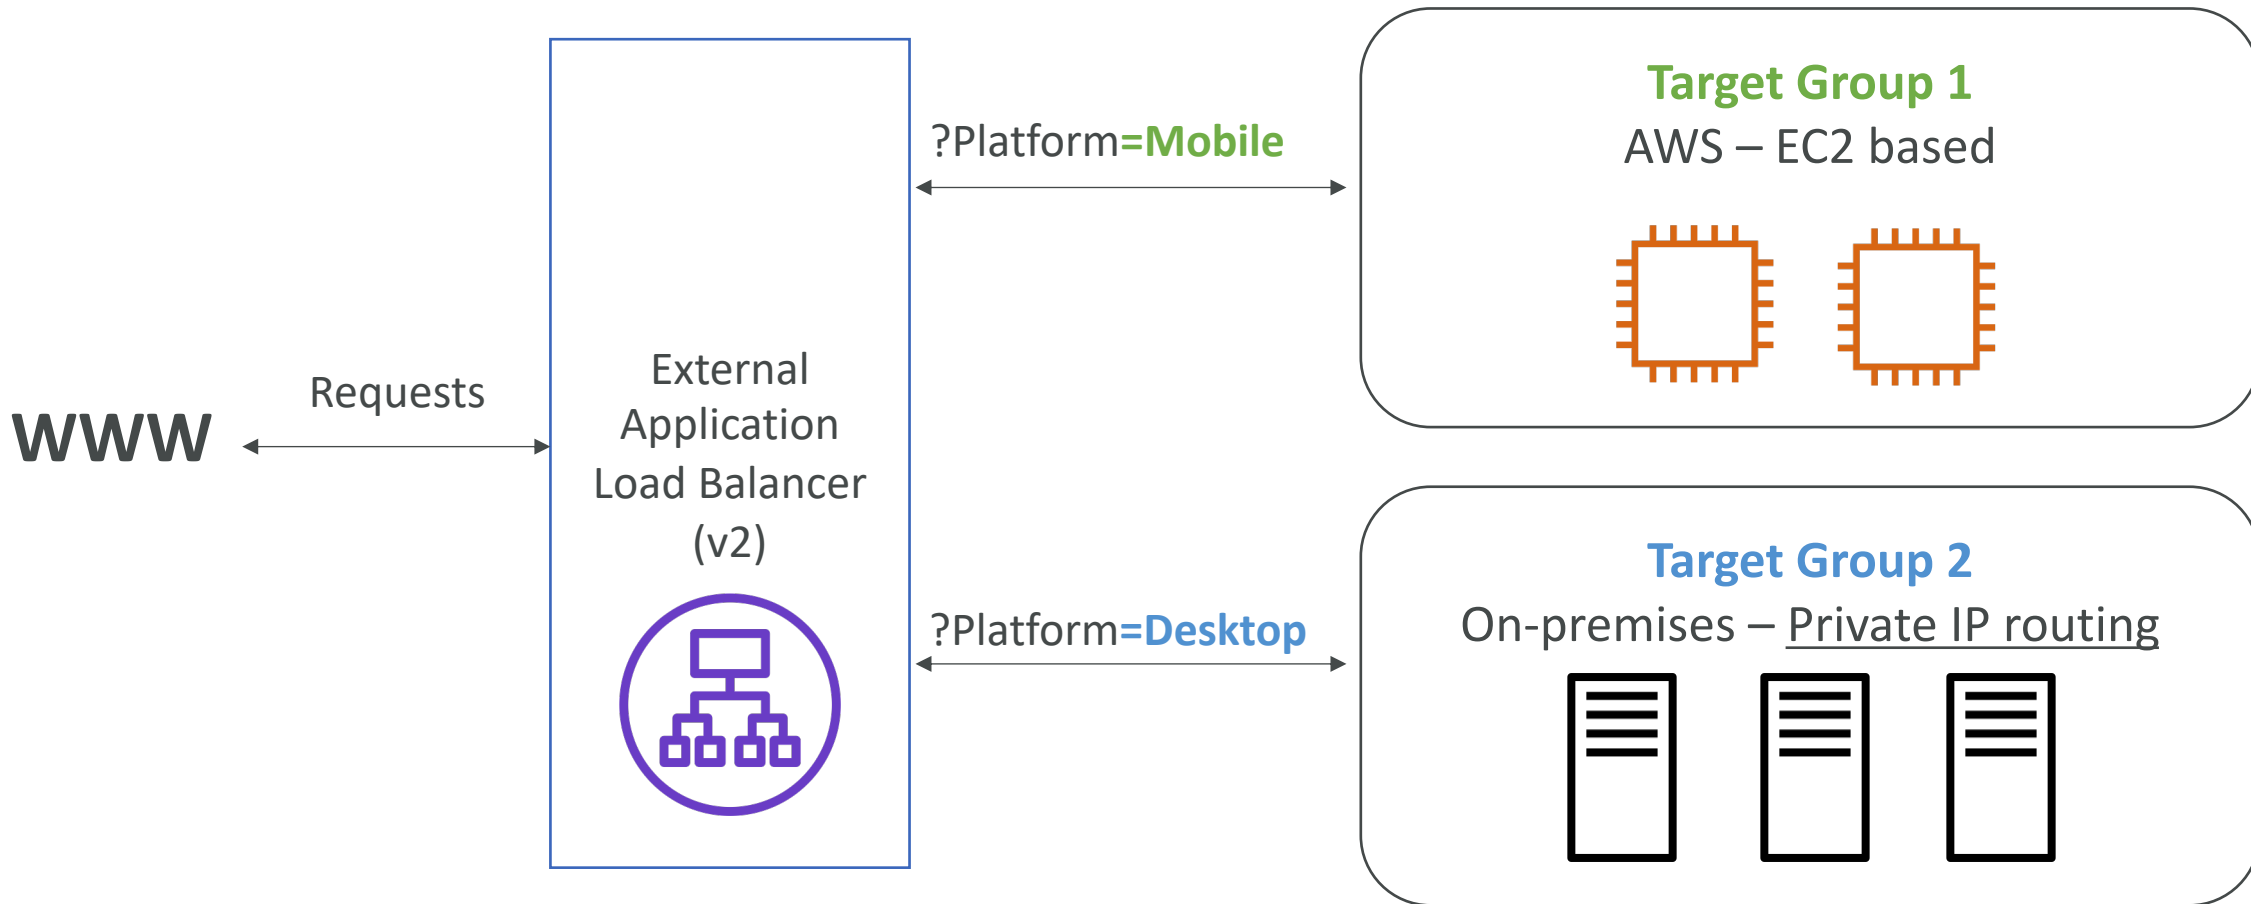 WWW
Requests
External
Application
Load Balancer
(v2)
?Platform=Mobile
Target Group 1
AWS – EC2 based
?Platform=Desktop
Target Group 2
On-premises – Private IP routing